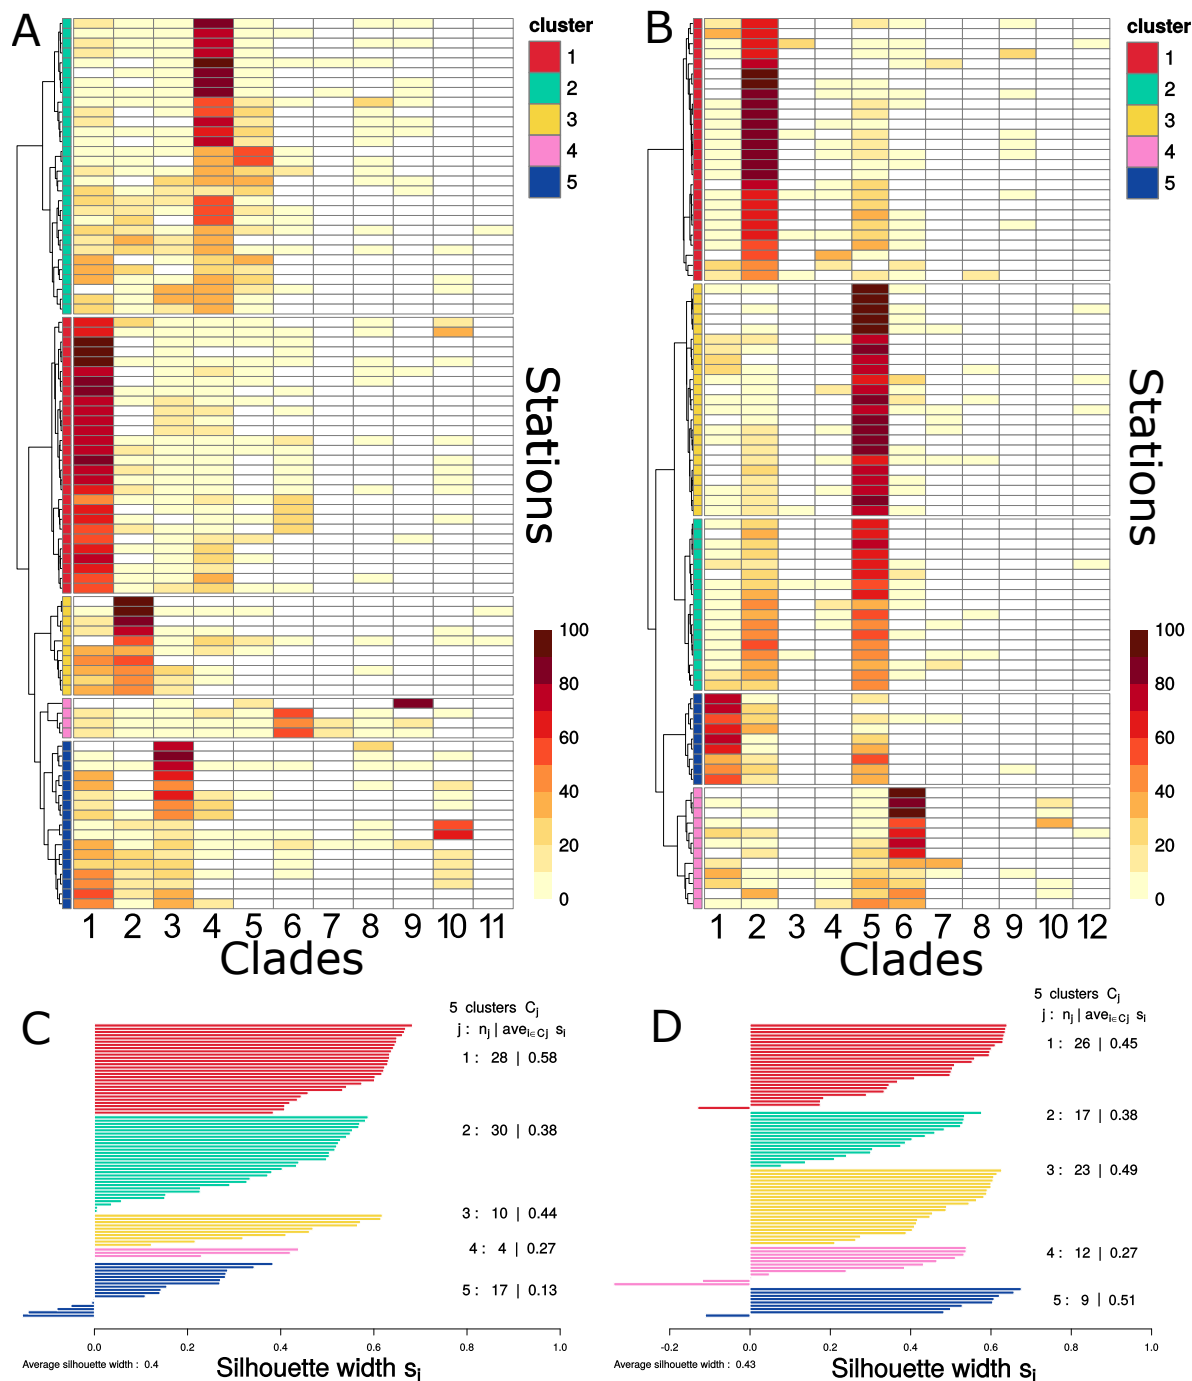 A
cluster
1
2
3
4
5
Stations
100
80
60
40
20
0
1 2 3 4 5 6 7 8 9 10 11
Clades
B
cluster
1
2
3
4
5
Stations
100
80
60
40
20
0
1 2 3 4 5 6 7 8 9 10 12
Clades
C
5 clusters Cj
j : nj | avei∈Cj si
1 : 28 | 0.58
2 : 30 | 0.38
3 : 10 | 0.44
4 : 4 | 0.27
5 : 17 | 0.13
0.0 0.2 0.4 0.6 0.8 1.0
Silhouette width si
Average silhouette width : 0.4
D
5 clusters Cj
j : nj | avei∈Cj si
1 : 26 | 0.45
2 : 17 | 0.38
3 : 23 | 0.49
4 : 12 | 0.27
5 : 9 | 0.51
-0.2 0.0 0.2 0.4 0.6 0.8 1.0
Silhouette width si
Average silhouette width : 0.43